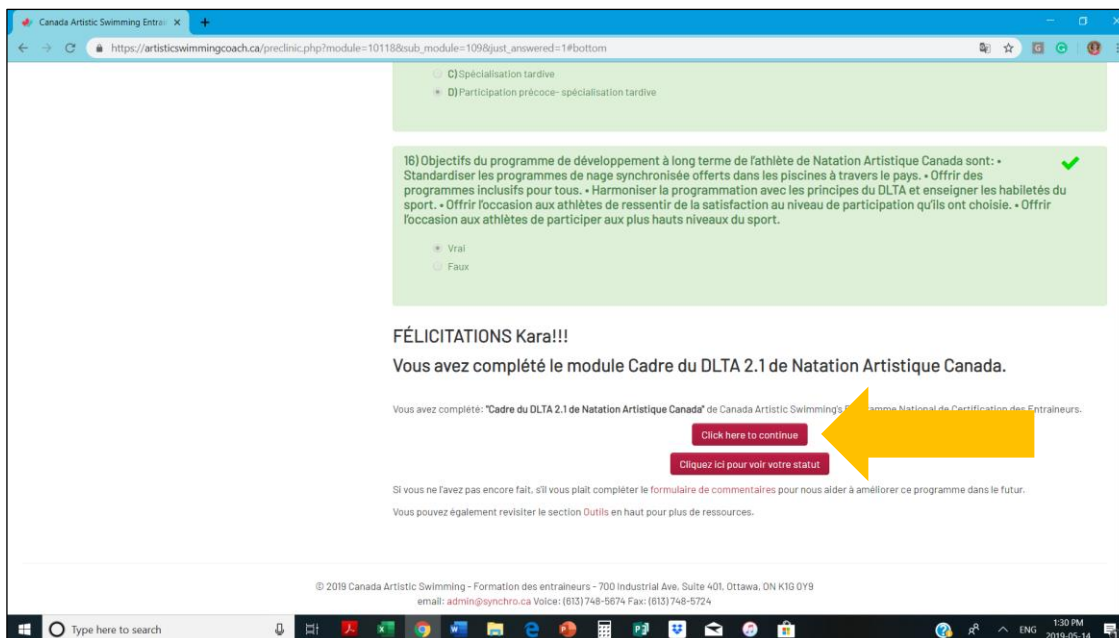 Canada Artistic Swimming Entraî
https://artisticswimmingcoach.ca/preclinic.php?module=10118&sub_module=109&just_answered=1#bottom
C) Spécialisation tardive
D) Participation précoce- spécialisation tardive
16) Objectifs du programme de développement à long terme de l'athlète de Natation Artistique Canada sont: •
Standardiser les programmes de nage synchronisée offerts dans les piscines à travers le pays. • Offrir des
programmes inclusifs pour tous. • Harmoniser la programmation avec les principes du DLTA et enseigner les habiletés du
sport. • Offrir l'occasion aux athlètes de ressentir de la satisfaction au niveau de participation qu'ils ont choisie. • Offrir
l'occasion aux athlètes de participer aux plus hauts niveaux du sport.
Vrai
Faux
FÉLICITATIONS Kara!!!
Vous avez complété le module Cadre du DLTA 2.1 de Natation Artistique Canada.
Vous avez complété: "Cadre du DLTA 2.1 de Natation Artistique Canada" de Canada Artistic Swimming's Programme National de Certification des Entraîneurs.
Click here to continue
Cliquez ici pour voir votre statut
Si vous ne l'avez pas encore fait, s'il vous plaît compléter le formulaire de commentaires pour nous aider à améliorer ce programme dans le futur.
Vous pouvez également revisiter le section Outils en haut pour plus de ressources.
© 2019 Canada Artistic Swimming - Formation des entraîneurs - 700 Industrial Ave, Suite 401, Ottawa, ON K1G 0Y9
email: admin@synchro.ca Voice: (613) 748-5674 Fax: (613) 748-5724
Type here to search
ENG
1:30 PM
2019-05-14